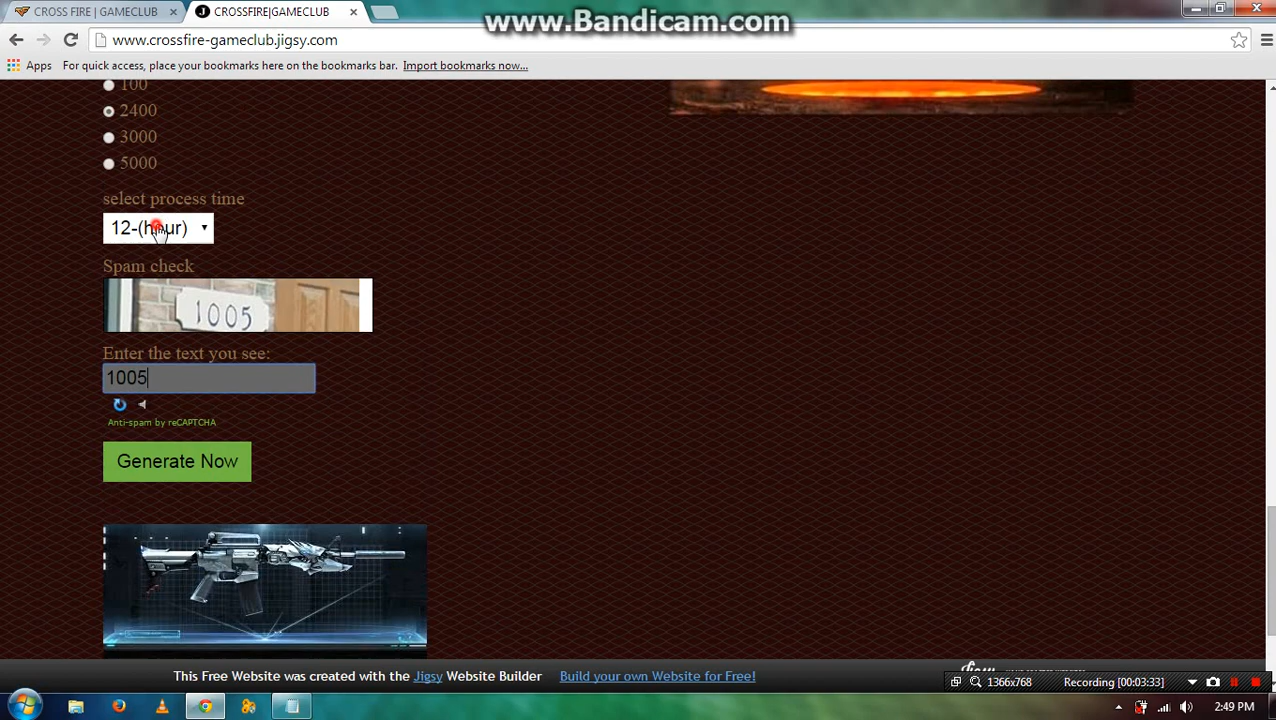 www.Bandicam.com
CROSS FIRE | GAMECLUB
CROSSFIRE|GAMECLUB
www.crossfire-gameclub.jigsy.com
Apps For quick access, place your bookmarks here on the bookmarks bar. Import bookmarks now...
100
2400
3000
5000
select process time
12-(hour)
Spam check
1005
Enter the text you see:
1005
Anti-spam by reCAPTCHA
Generate Now
This Free Website was created with the Jigsy Website Builder Build your own Website for Free!
1366x768 Recording [00:03:33]
2:49 PM